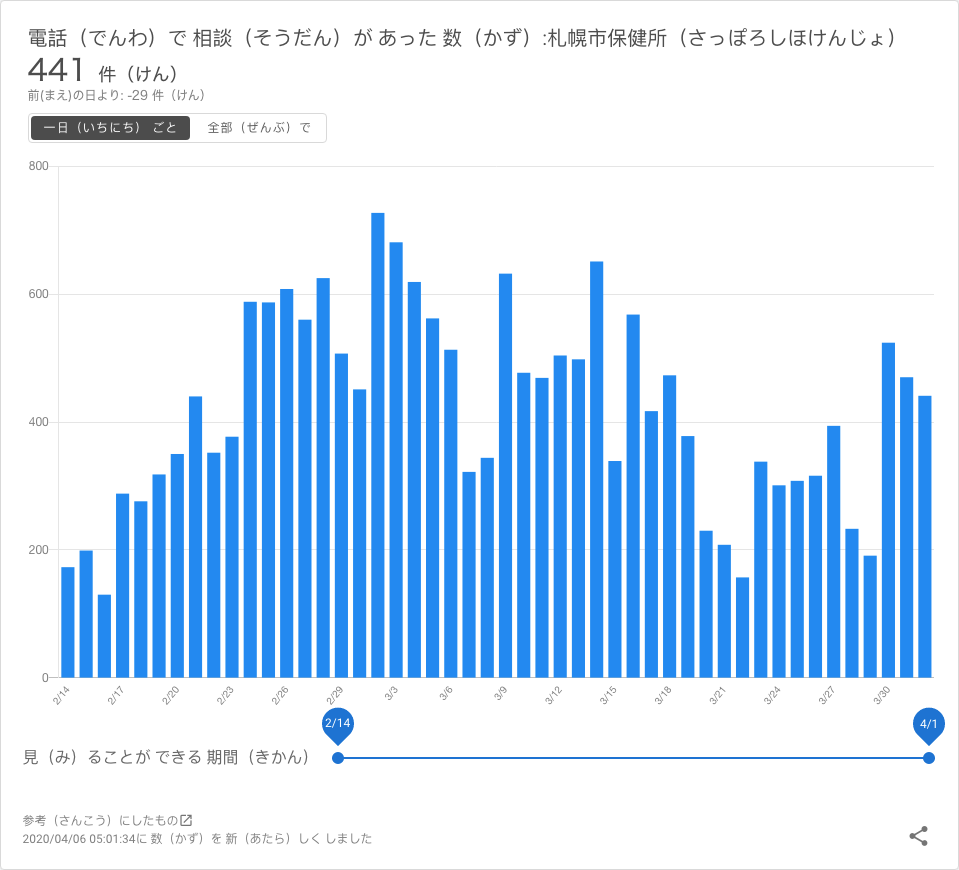 電話（でんわ）で 相談（そうだん）が あった 数（かず）:札幌市保健所（さっぽろしほけんじょ）
441 件（けん）
前(まえ)の日より: -29 件（けん）
一日（いちにち） ごと 全部（ぜんぶ）で
800
600
400
200
0
2/14 2/17 2/20 2/23 2/26 2/29 3/3 3/6 3/9 3/12 3/15 3/18 3/21 3/24 3/27 3/30
2/14 4/1
見（み）ることが できる 期間（きかん）
参考（さんこう）にしたもの
2020/04/06 05:01:34に 数（かず）を 新（あたら）しく しました